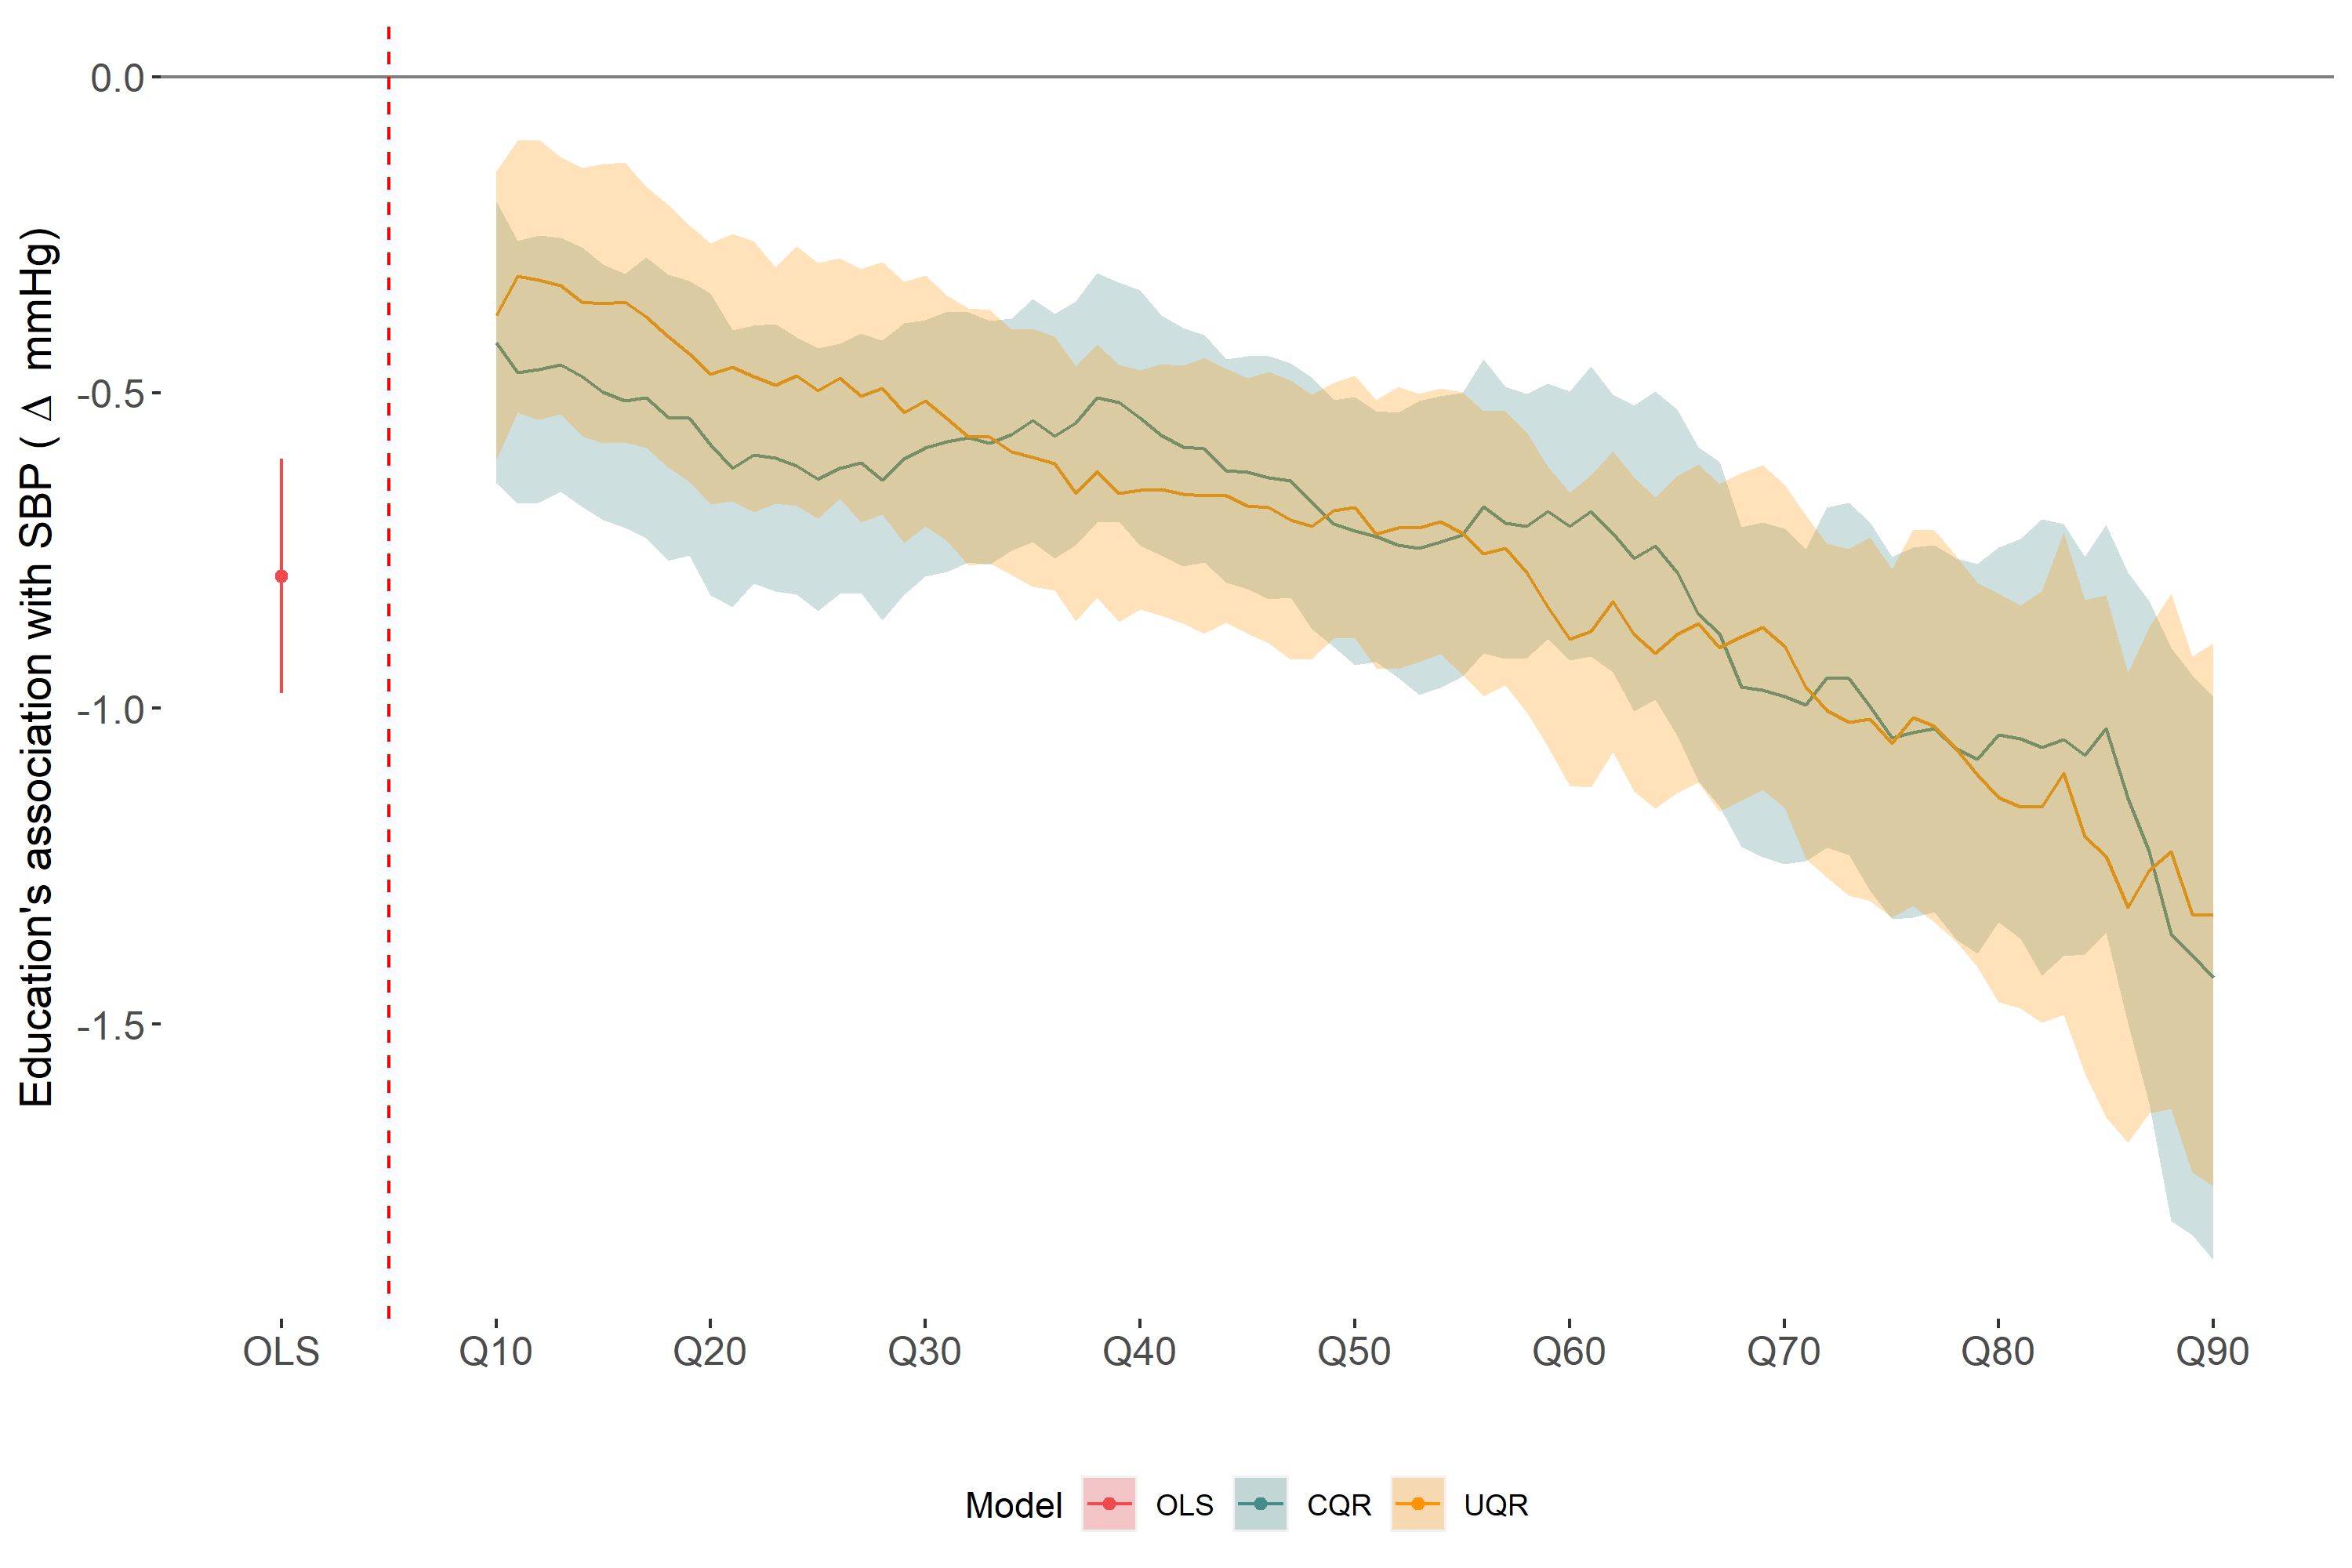 Education's association with SBP ( Δ mmHg)
0.0
-0.5
-1.0
-1.5
OLS Q10 Q20 Q30 Q40 Q50 Q60 Q70 Q80 Q90
Model OLS CQR UQR